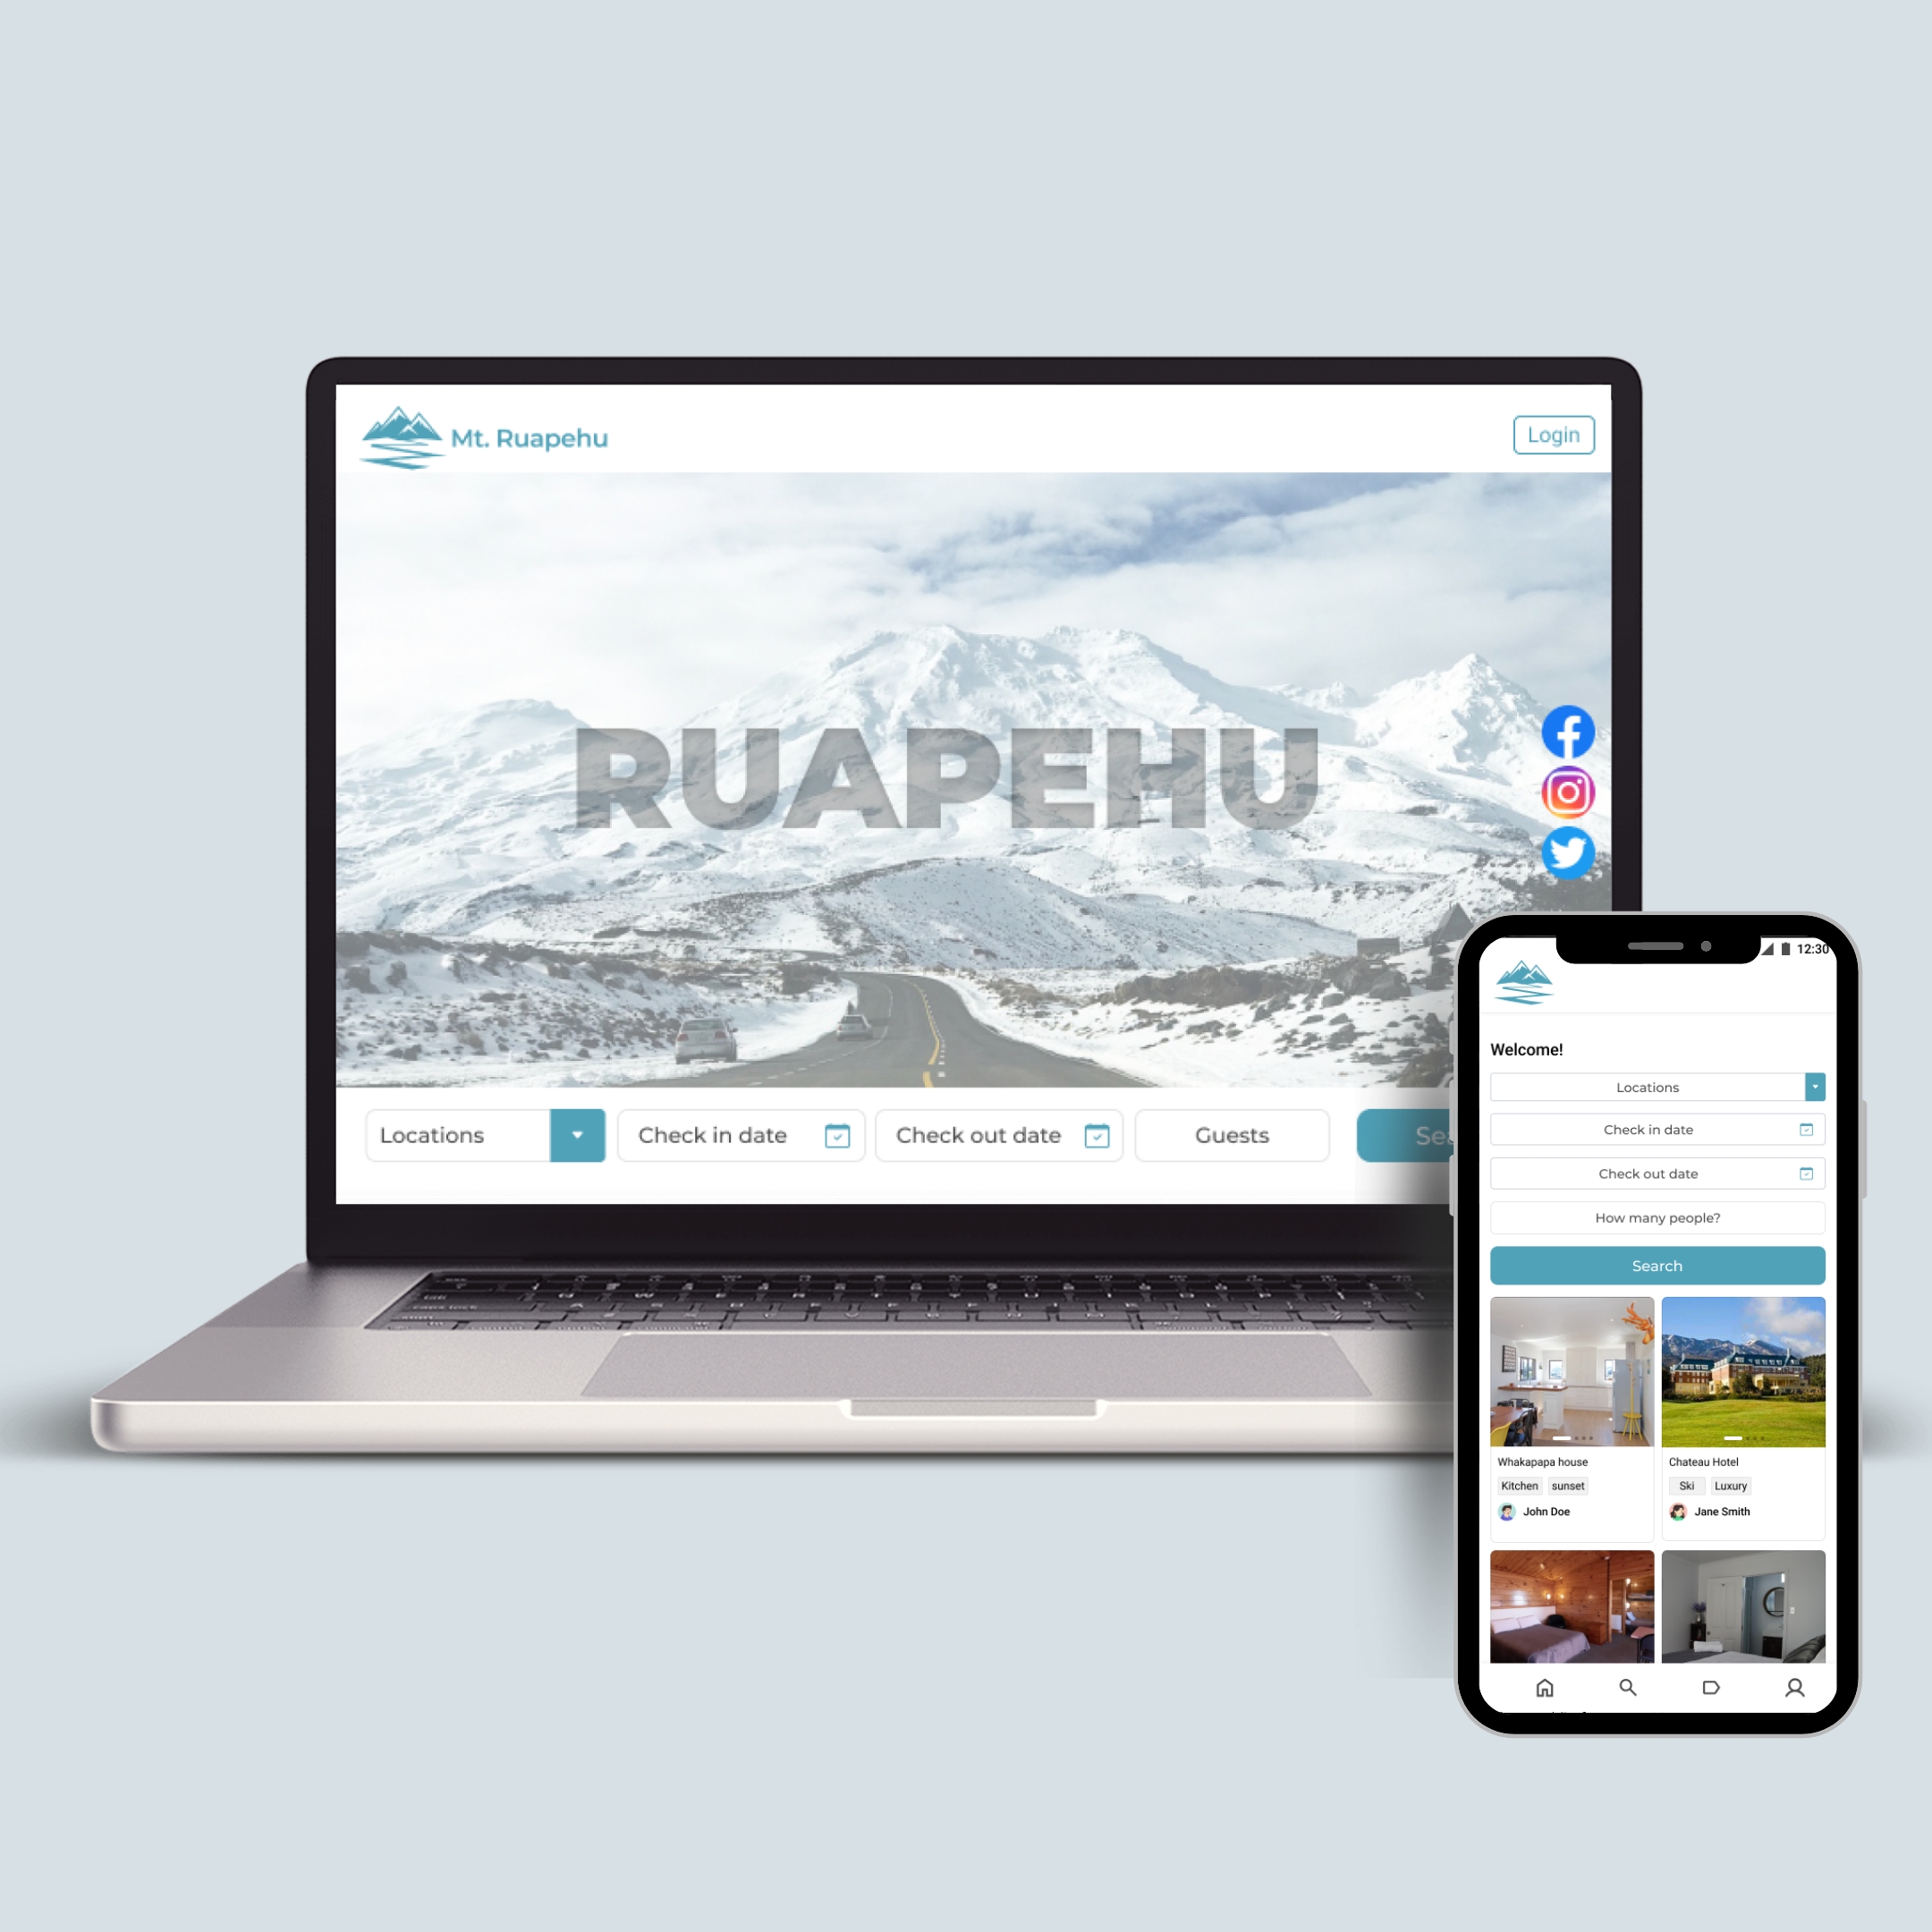 Mt. Ruapehu
Login
RUAPEHU
Locations
Check in date
Check out date
Guests
12:30
Welcome!
Locations
Check in date
Check out date
How many people?
Search
Whakapapa house
Kitchen sunset
John Doe
Chateau Hotel
Ski Luxury
Jane Smith